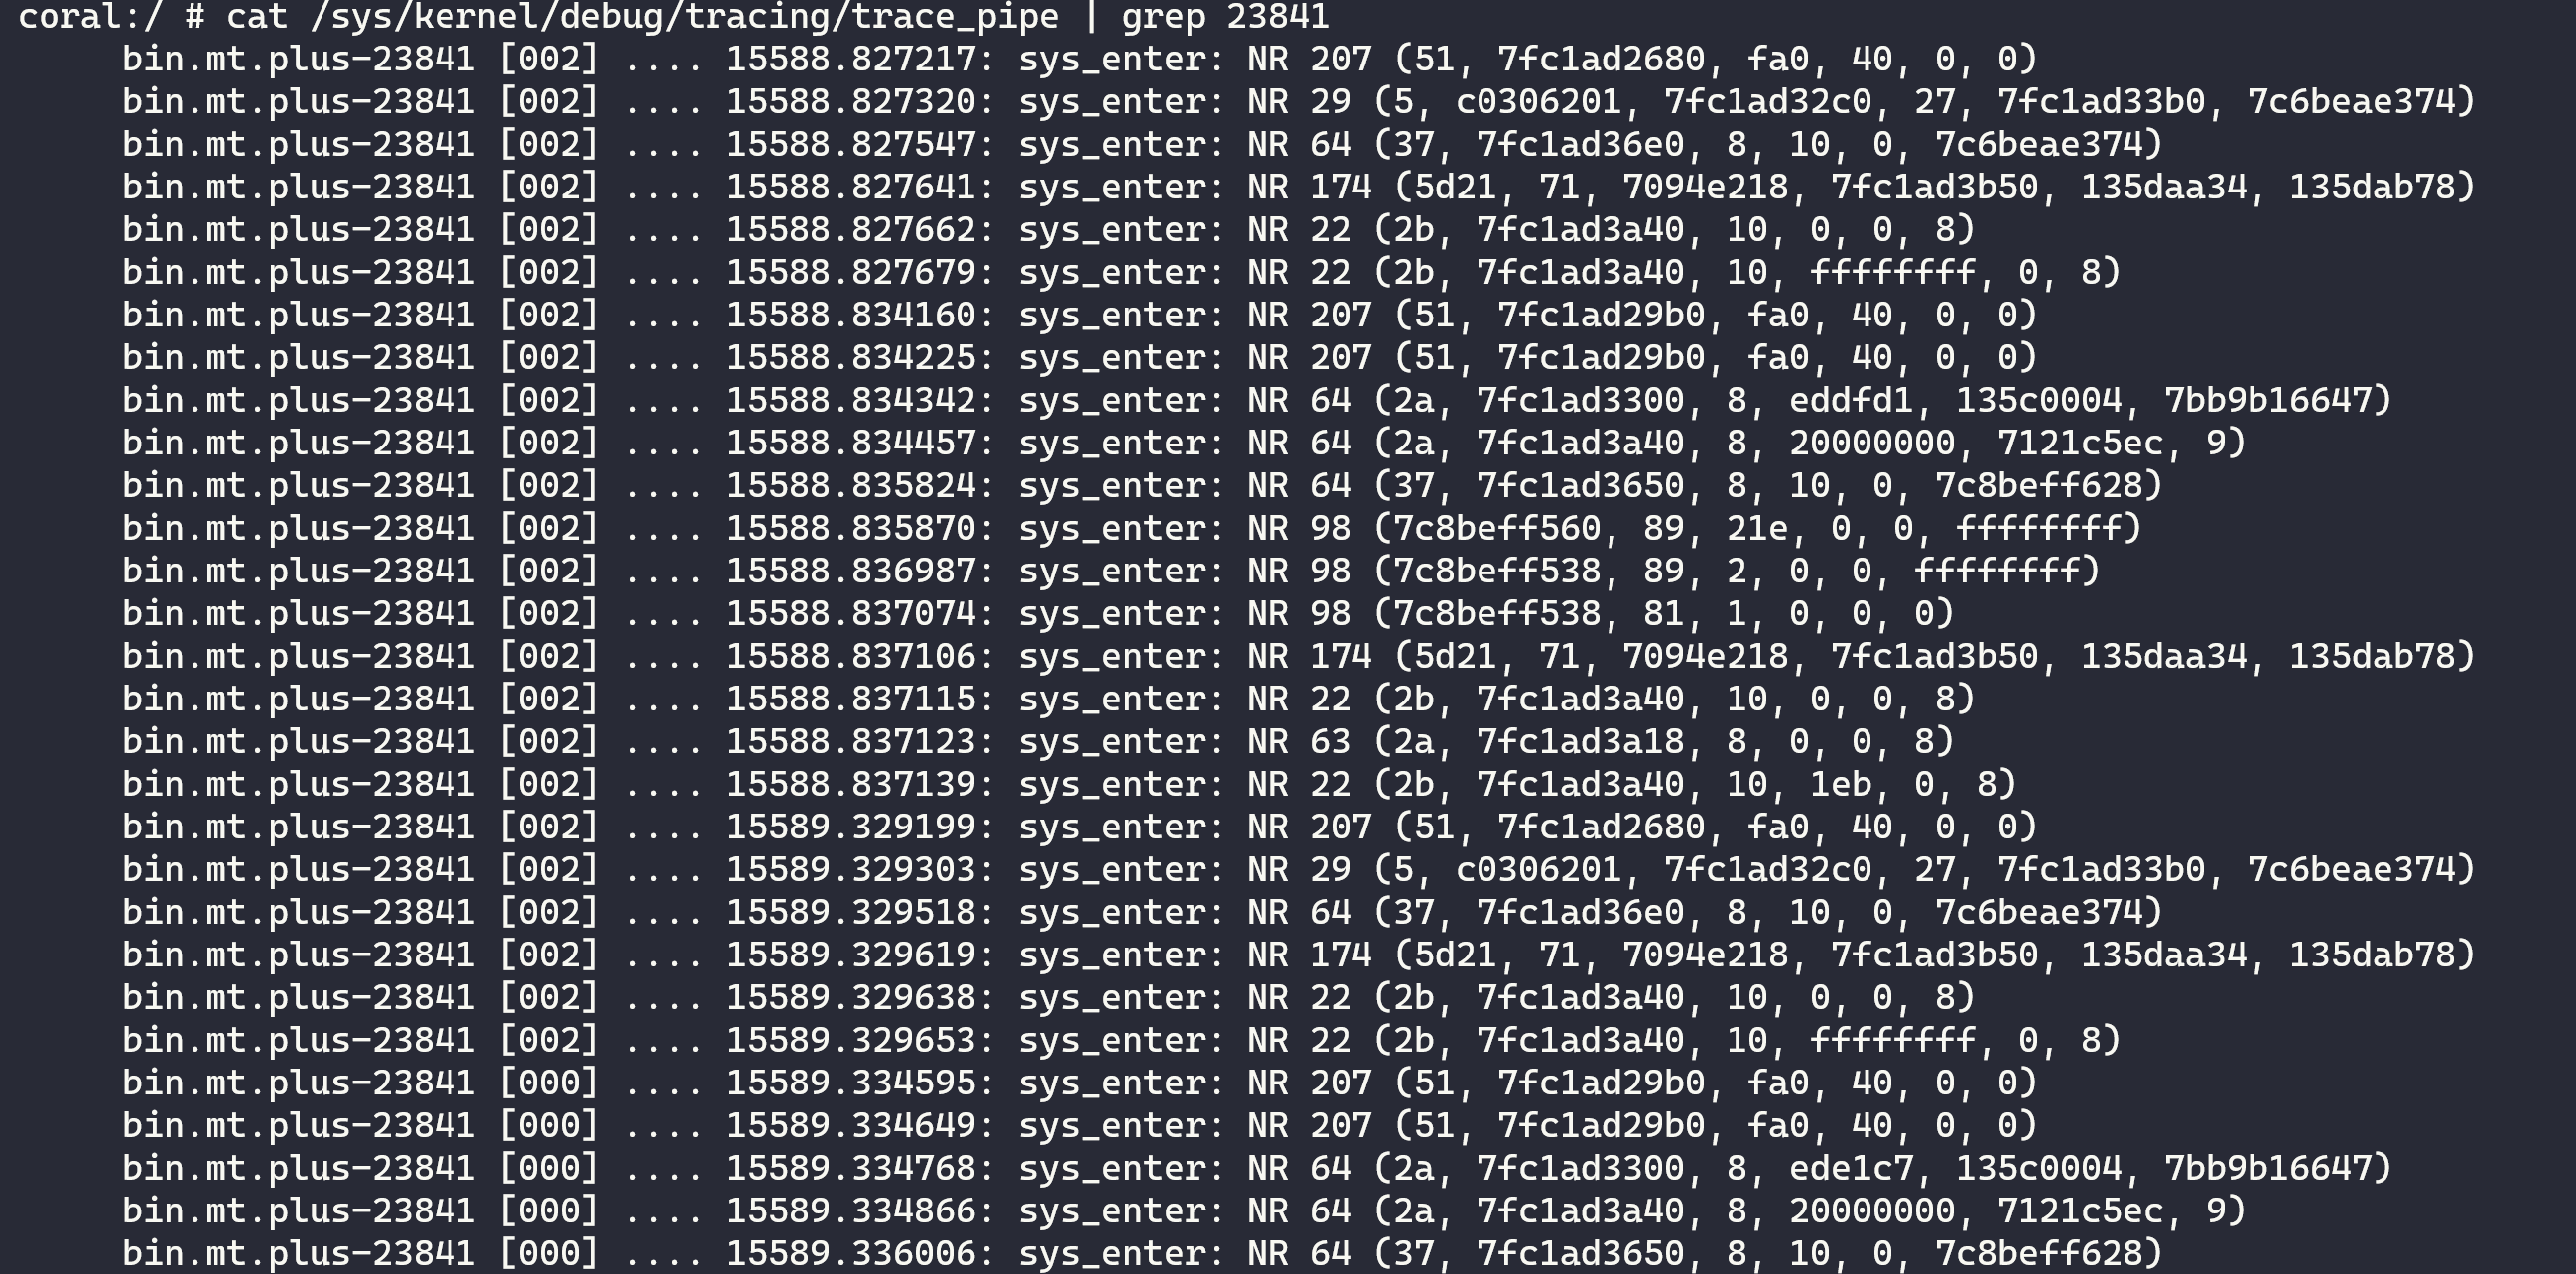 coral:/ # cat /sys/kernel/debug/tracing/trace_pipe | grep 23841
bin.mt.plus-23841 [002] .... 15588.827217: sys_enter: NR 207 (51, 7fc1ad2680, fa0, 40, 0, 0)
bin.mt.plus-23841 [002] .... 15588.827320: sys_enter: NR 29 (5, c0306201, 7fc1ad32c0, 27, 7fc1ad33b0, 7c6beae374)
bin.mt.plus-23841 [002] .... 15588.827547: sys_enter: NR 64 (37, 7fc1ad36e0, 8, 10, 0, 7c6beae374)
bin.mt.plus-23841 [002] .... 15588.827641: sys_enter: NR 174 (5d21, 71, 7094e218, 7fc1ad3b50, 135daa34, 135dab78)
bin.mt.plus-23841 [002] .... 15588.827662: sys_enter: NR 22 (2b, 7fc1ad3a40, 10, 0, 0, 8)
bin.mt.plus-23841 [002] .... 15588.827679: sys_enter: NR 22 (2b, 7fc1ad3a40, 10, ffffffff, 0, 8)
bin.mt.plus-23841 [002] .... 15588.834160: sys_enter: NR 207 (51, 7fc1ad29b0, fa0, 40, 0, 0)
bin.mt.plus-23841 [002] .... 15588.834225: sys_enter: NR 207 (51, 7fc1ad29b0, fa0, 40, 0, 0)
bin.mt.plus-23841 [002] .... 15588.834342: sys_enter: NR 64 (2a, 7fc1ad3300, 8, eddfd1, 135c0004, 7bb9b16647)
bin.mt.plus-23841 [002] .... 15588.834457: sys_enter: NR 64 (2a, 7fc1ad3a40, 8, 20000000, 7121c5ec, 9)
bin.mt.plus-23841 [002] .... 15588.835824: sys_enter: NR 64 (37, 7fc1ad3650, 8, 10, 0, 7c8beff628)
bin.mt.plus-23841 [002] .... 15588.835870: sys_enter: NR 98 (7c8beff560, 89, 21e, 0, 0, ffffffff)
bin.mt.plus-23841 [002] .... 15588.836987: sys_enter: NR 98 (7c8beff538, 89, 2, 0, 0, ffffffff)
bin.mt.plus-23841 [002] .... 15588.837074: sys_enter: NR 98 (7c8beff538, 81, 1, 0, 0, 0)
bin.mt.plus-23841 [002] .... 15588.837106: sys_enter: NR 174 (5d21, 71, 7094e218, 7fc1ad3b50, 135daa34, 135dab78)
bin.mt.plus-23841 [002] .... 15588.837115: sys_enter: NR 22 (2b, 7fc1ad3a40, 10, 0, 0, 8)
bin.mt.plus-23841 [002] .... 15588.837123: sys_enter: NR 63 (2a, 7fc1ad3a18, 8, 0, 0, 8)
bin.mt.plus-23841 [002] .... 15588.837139: sys_enter: NR 22 (2b, 7fc1ad3a40, 10, 1eb, 0, 8)
bin.mt.plus-23841 [002] .... 15589.329199: sys_enter: NR 207 (51, 7fc1ad2680, fa0, 40, 0, 0)
bin.mt.plus-23841 [002] .... 15589.329303: sys_enter: NR 29 (5, c0306201, 7fc1ad32c0, 27, 7fc1ad33b0, 7c6beae374)
bin.mt.plus-23841 [002] .... 15589.329518: sys_enter: NR 64 (37, 7fc1ad36e0, 8, 10, 0, 7c6beae374)
bin.mt.plus-23841 [002] .... 15589.329619: sys_enter: NR 174 (5d21, 71, 7094e218, 7fc1ad3b50, 135daa34, 135dab78)
bin.mt.plus-23841 [002] .... 15589.329638: sys_enter: NR 22 (2b, 7fc1ad3a40, 10, 0, 0, 8)
bin.mt.plus-23841 [002] .... 15589.329653: sys_enter: NR 22 (2b, 7fc1ad3a40, 10, ffffffff, 0, 8)
bin.mt.plus-23841 [000] .... 15589.334595: sys_enter: NR 207 (51, 7fc1ad29b0, fa0, 40, 0, 0)
bin.mt.plus-23841 [000] .... 15589.334649: sys_enter: NR 207 (51, 7fc1ad29b0, fa0, 40, 0, 0)
bin.mt.plus-23841 [000] .... 15589.334768: sys_enter: NR 64 (2a, 7fc1ad3300, 8, ede1c7, 135c0004, 7bb9b16647)
bin.mt.plus-23841 [000] .... 15589.334866: sys_enter: NR 64 (2a, 7fc1ad3a40, 8, 20000000, 7121c5ec, 9)
bin.mt.plus-23841 [000] .... 15589.336006: sys_enter: NR 64 (37, 7fc1ad3650, 8, 10, 0, 7c8beff628)